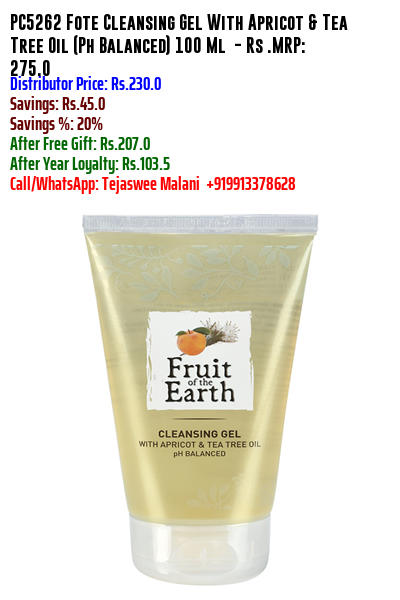 PC5262 Fote Cleansing Gel With Apricot & Tea
Tree Oil (Ph Balanced) 100 Ml - Rs .MRP:
275.0
Distributor Price: Rs.230.0
Savings: Rs.45.0
Savings %: 20%
After Free Gift: Rs.207.0
After Year Loyalty: Rs.103.5
Call/WhatsApp: Tejaswee Malani +919913378628
Fruit
of the
Earth
CLEANSING GEL
WITH APRICOT & TEA TREE OIL
pH BALANCED